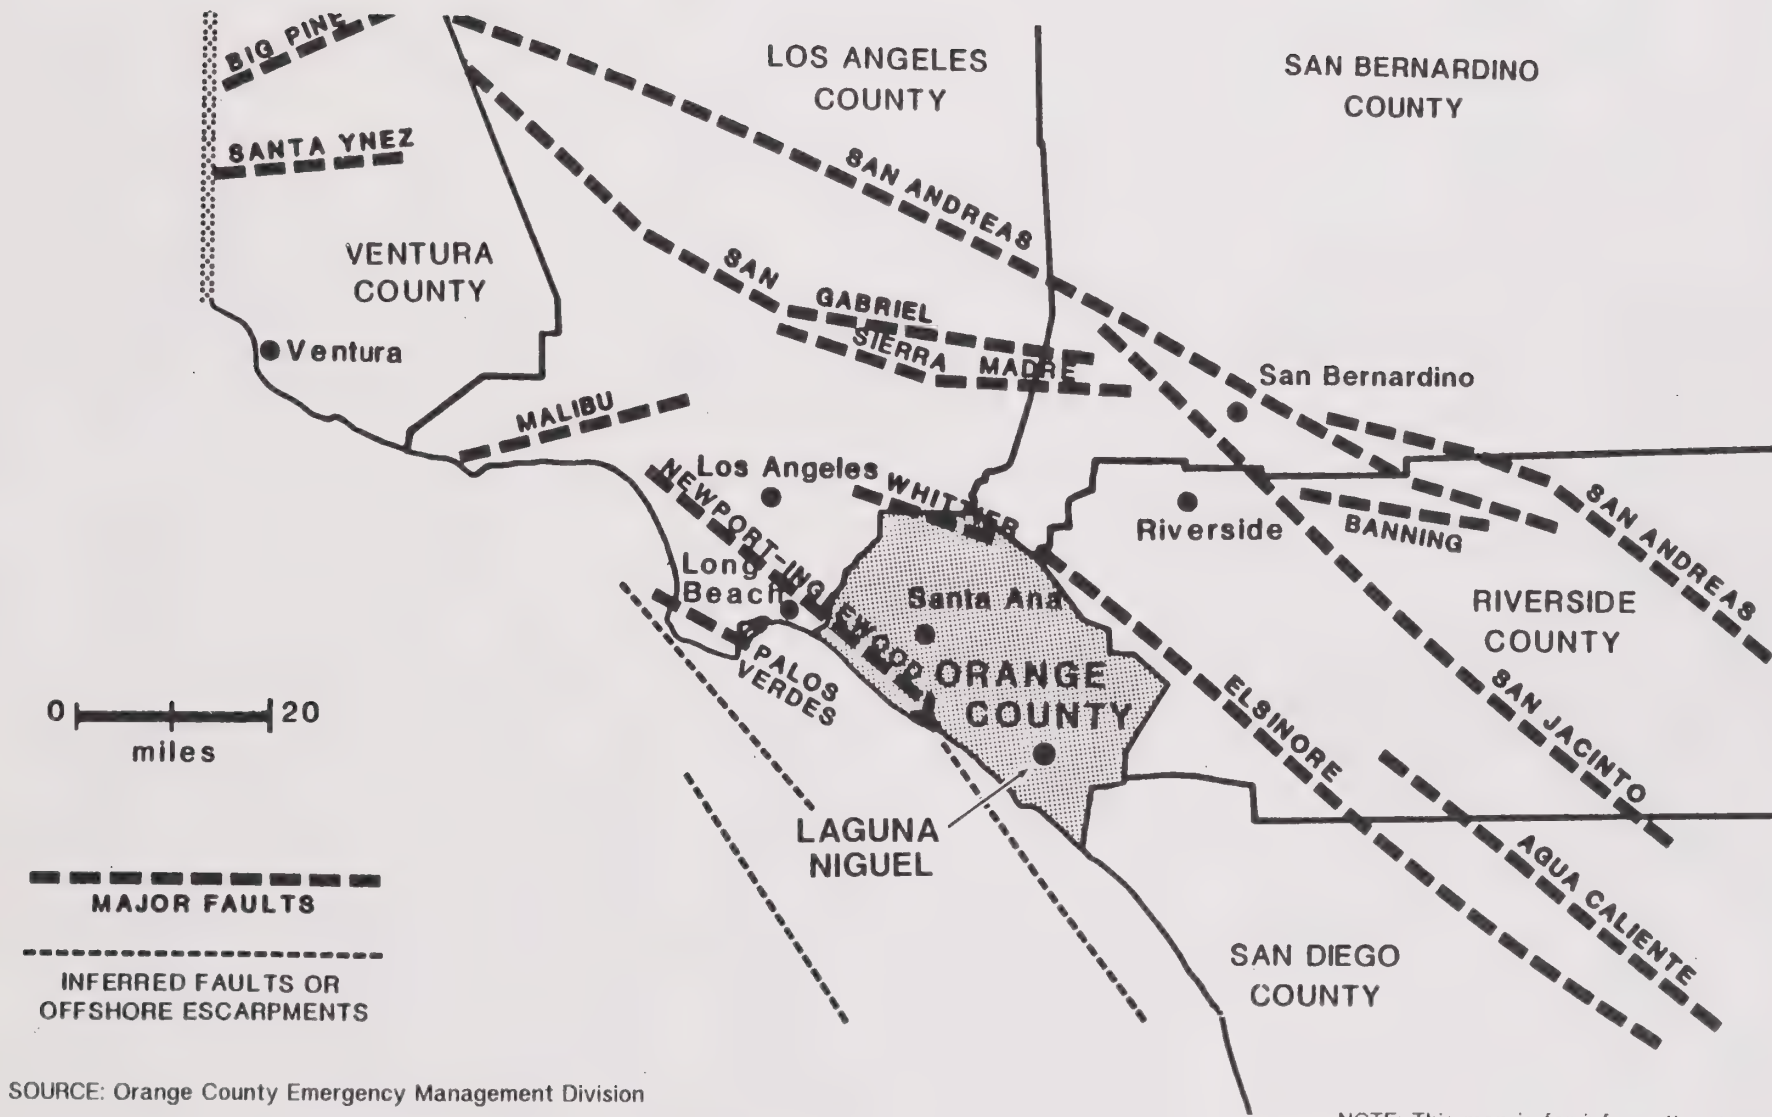 BIG PINE
LOS ANGELES
COUNTY
SAN BERNARDINO
COUNTY
SANTA YNEZ
SAN ANDREAS
VENTURA
COUNTY
SAN
GABRIEL
SIERRA MADRE
Ventura
San Bernardino
MALIBU
Los Angeles
WHITTIER
NEWPORT-INGLEWOOD
Riverside
BANNING
SAN ANDREAS
Long
Beach
Santa Ana
RIVERSIDE
COUNTY
PALOS
VERDES
ORANGE
COUNTY
ELSINORE
SAN JACINTO
0 20
miles
LAGUNA
NIGUEL
AGUA CALIENTE
MAJOR FAULTS
SAN DIEGO
COUNTY
INFERRED FAULTS OR
OFFSHORE ESCARPMENTS
SOURCE: Orange County Emergency Management Division